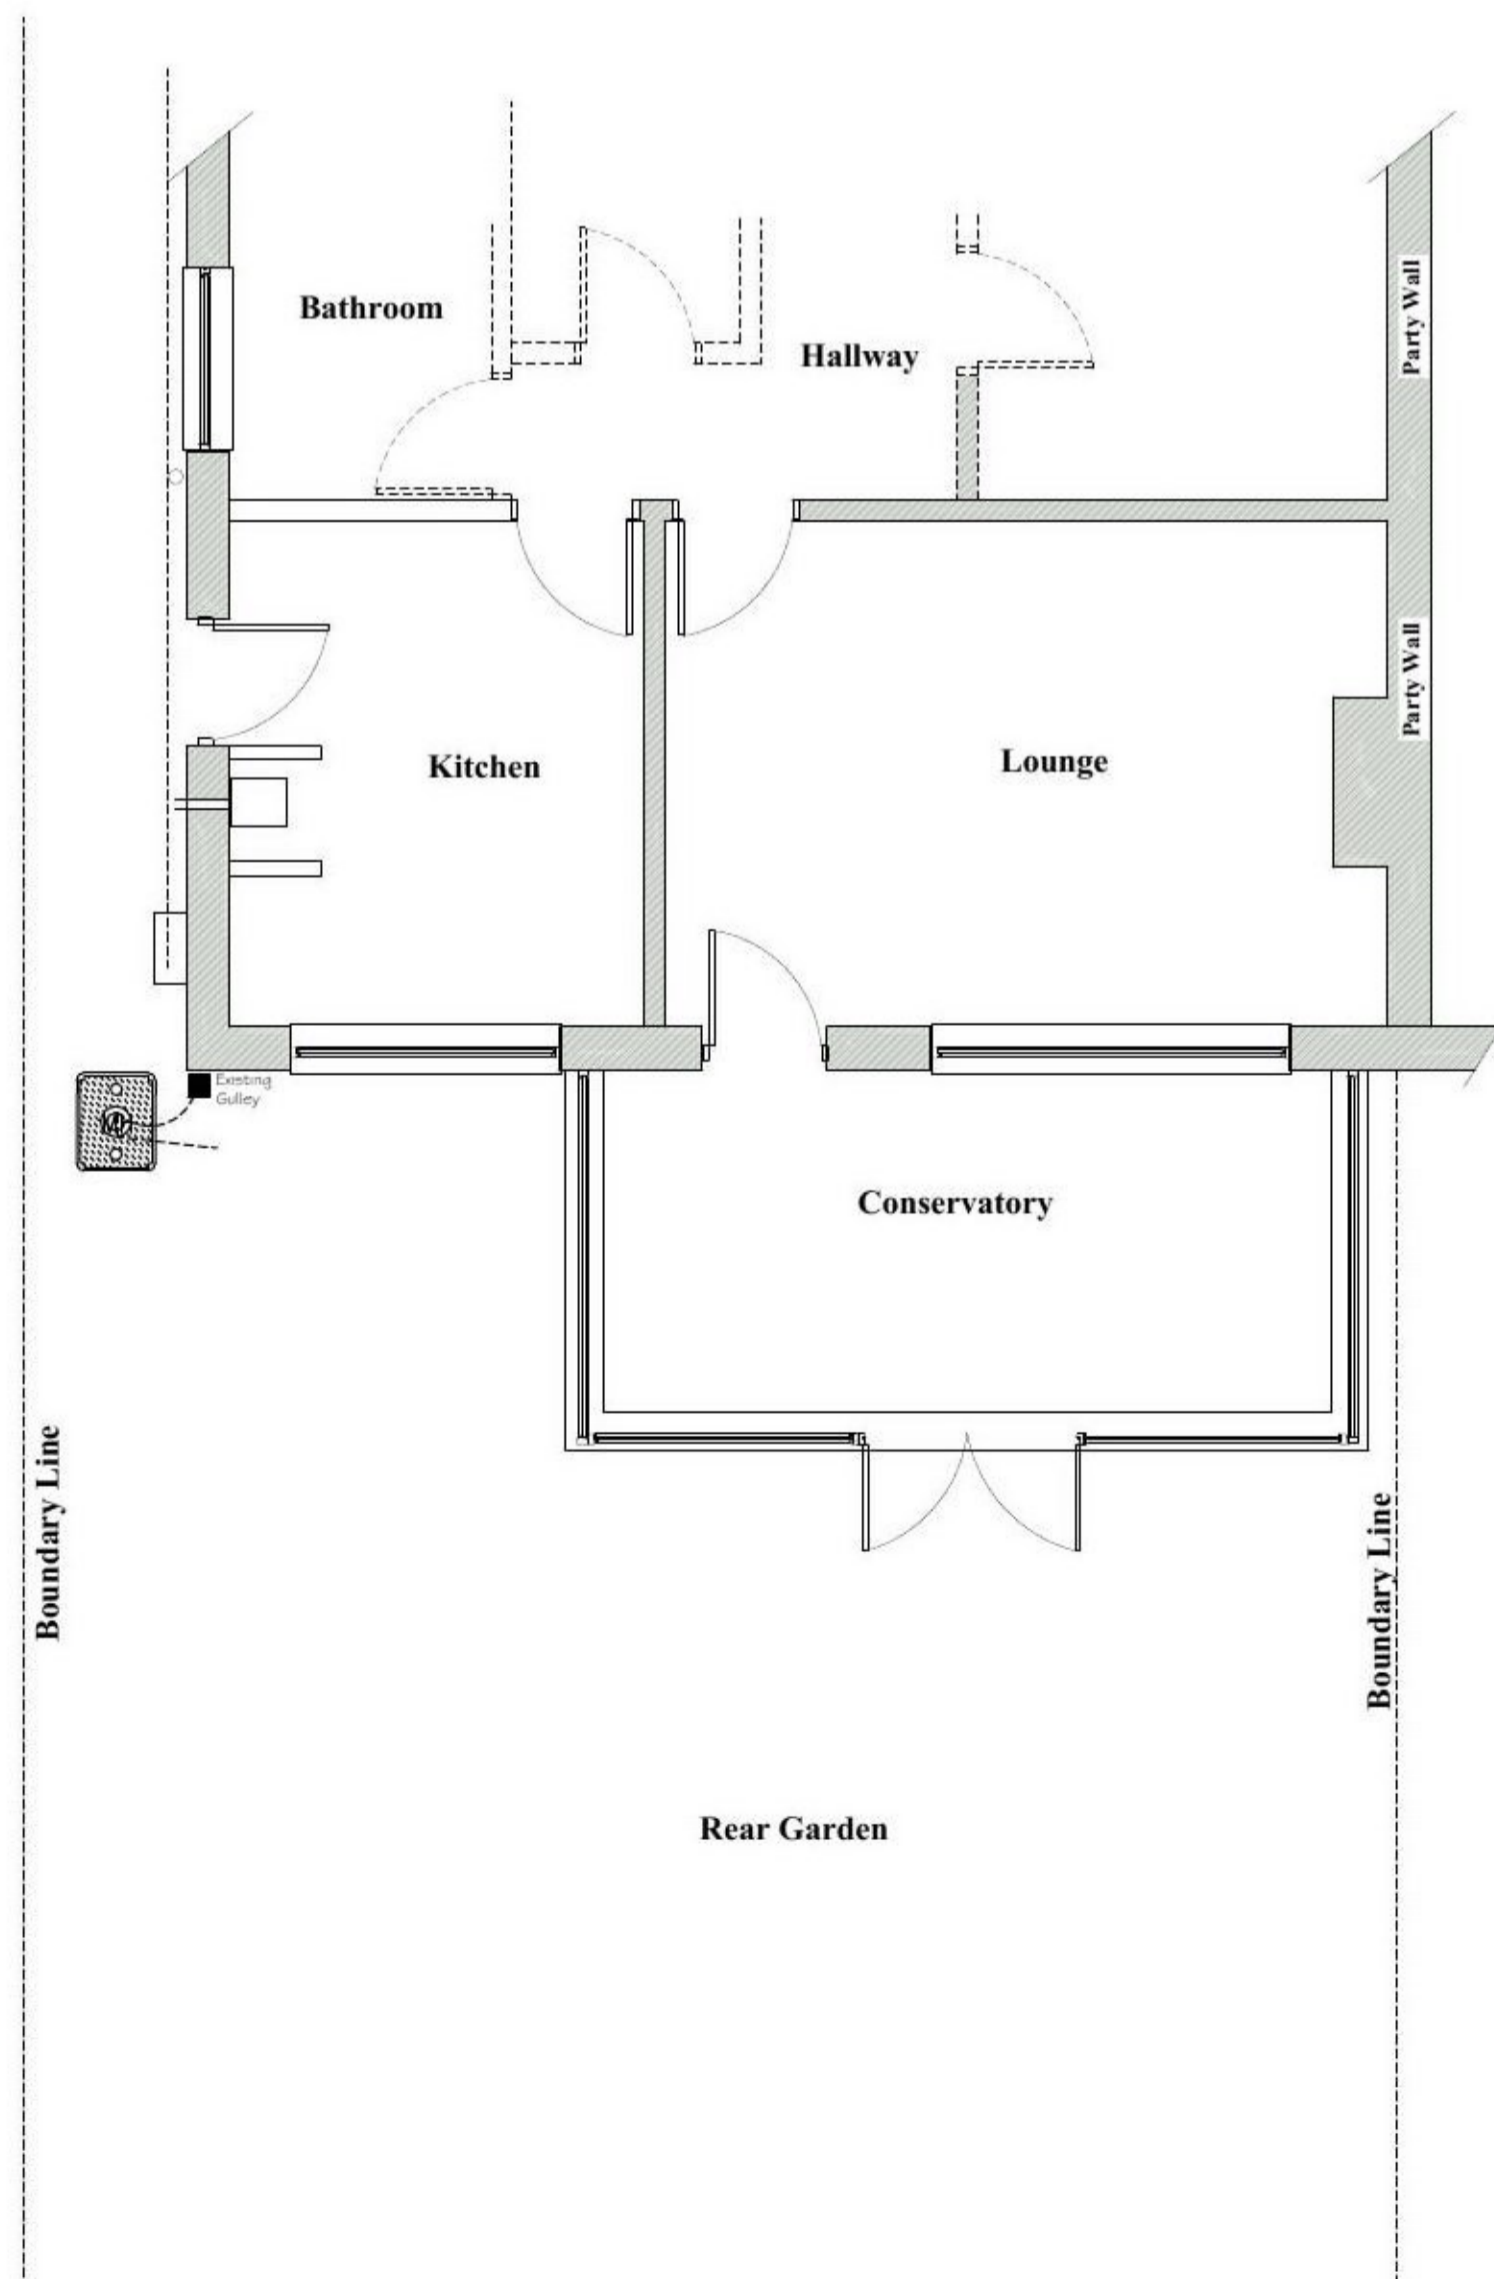 Bathroom
Hallway
Party Wall
Party Wall
Kitchen
Lounge
Existing
Gulley
Conservatory
Boundary Line
Boundary Line
Rear Garden